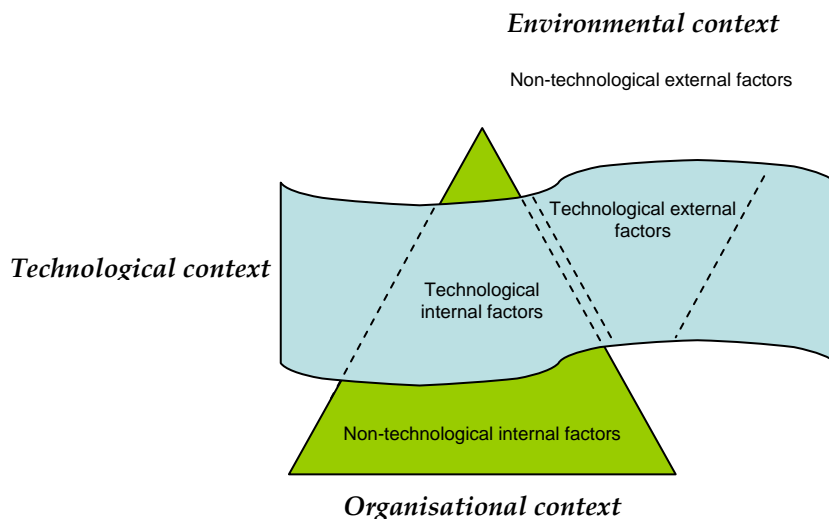 Environmental context
Non-technological external factors
Technological external
factors
Technological context
Technological
internal factors
Non-technological internal factors
Organisational context